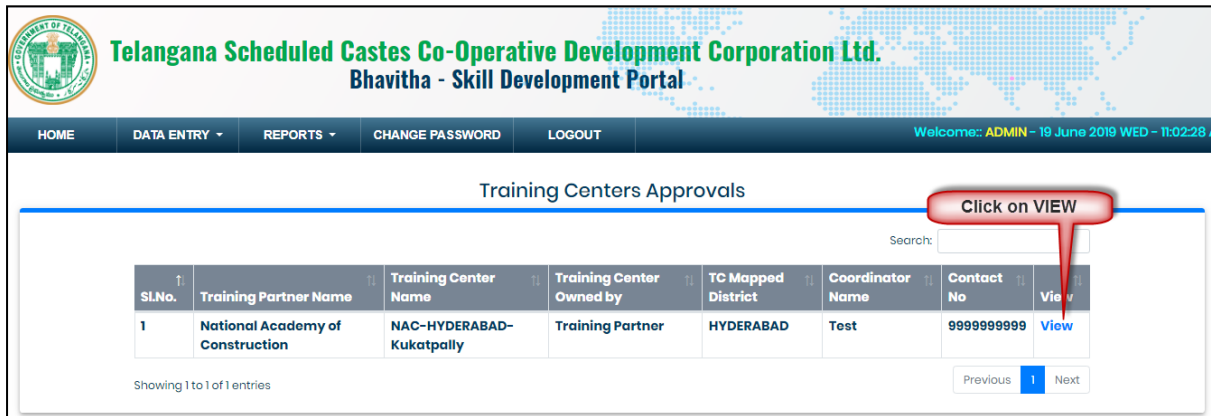 GOVERNMENT OF TELANGANA
Telangana Scheduled Castes Co-Operative Development Corporation Ltd.
Bhavitha - Skill Development Portal
HOME DATA ENTRY REPORTS CHANGE PASSWORD LOGOUT Welcome:: ADMIN - 19 June 2019 WED - 11:02:28
Training Centers Approvals
Click on VIEW
Search:
Sl.No. Training Partner Name Training Center Name Training Center Owned by TC Mapped District Coordinator Name Contact No View
1 National Academy of Construction NAC-HYDERABAD-Kukatpally Training Partner HYDERABAD Test 9999999999 View
Showing 1 to 1 of 1 entries Previous 1 Next